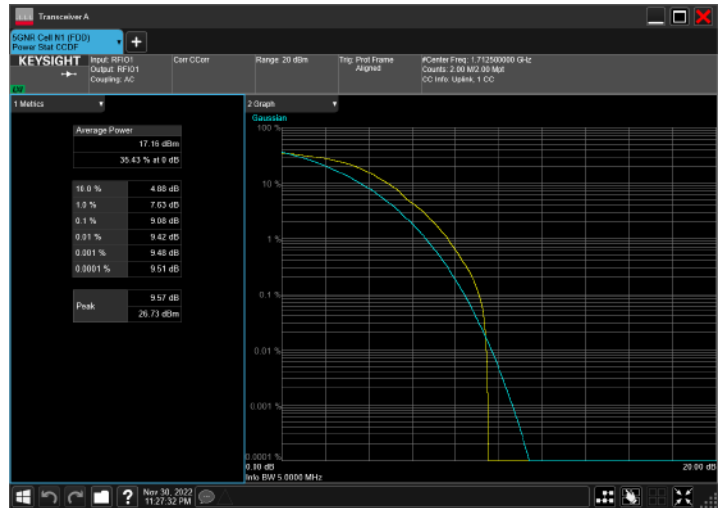 Transceiver A
5GNR Cell N1 (FDD)
Power Stat CCDF
KEYSIGHT
Input: RFIO1
Output: RFIO1
Coupling: AC
Corr CCorr
Range: 20 dBm
Trig: Prot Frame
Aligned
#Center Freq: 1.712500000 GHz
Counts: 2.00 M/2.00 Mpt
CC Info: Uplink, 1 CC
1 Metrics
Average Power
17.16 dBm
35.43 % at 0 dB
10.0 % 4.88 dB
1.0 % 7.63 dB
0.1 % 9.08 dB
0.01 % 9.42 dB
0.001 % 9.48 dB
0.0001 % 9.51 dB
Peak
9.57 dB
26.73 dBm
2 Graph
Gaussian
100 %
10 %
1 %
0.1 %
0.01 %
0.001 %
0.0001 %
0.00 dB
20.00 dB
Info BW 5.0000 MHz
Nov 30, 2022
11:27:32 PM